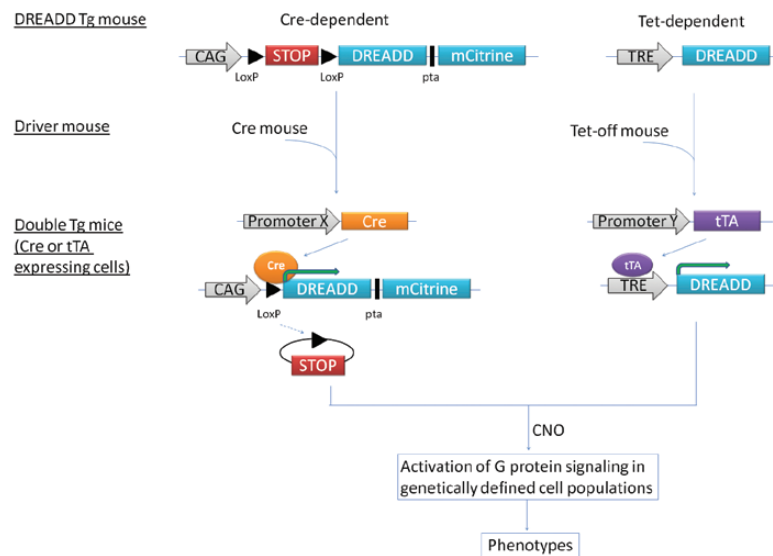 DREADD Tg mouse
Cre-dependent
Tet-dependent
CAG
STOP
DREADD
mCitrine
TRE
DREADD
LoxP
LoxP
pta
Driver mouse
Cre mouse
Tet-off mouse
Double Tg mice
(Cre or tTA
expressing cells)
Promoter X
Cre
Promoter Y
tTA
Cre
tTA
CAG
DREADD
mCitrine
TRE
DREADD
LoxP
pta
STOP
CNO
Activation of G protein signaling in
genetically defined cell populations
Phenotypes